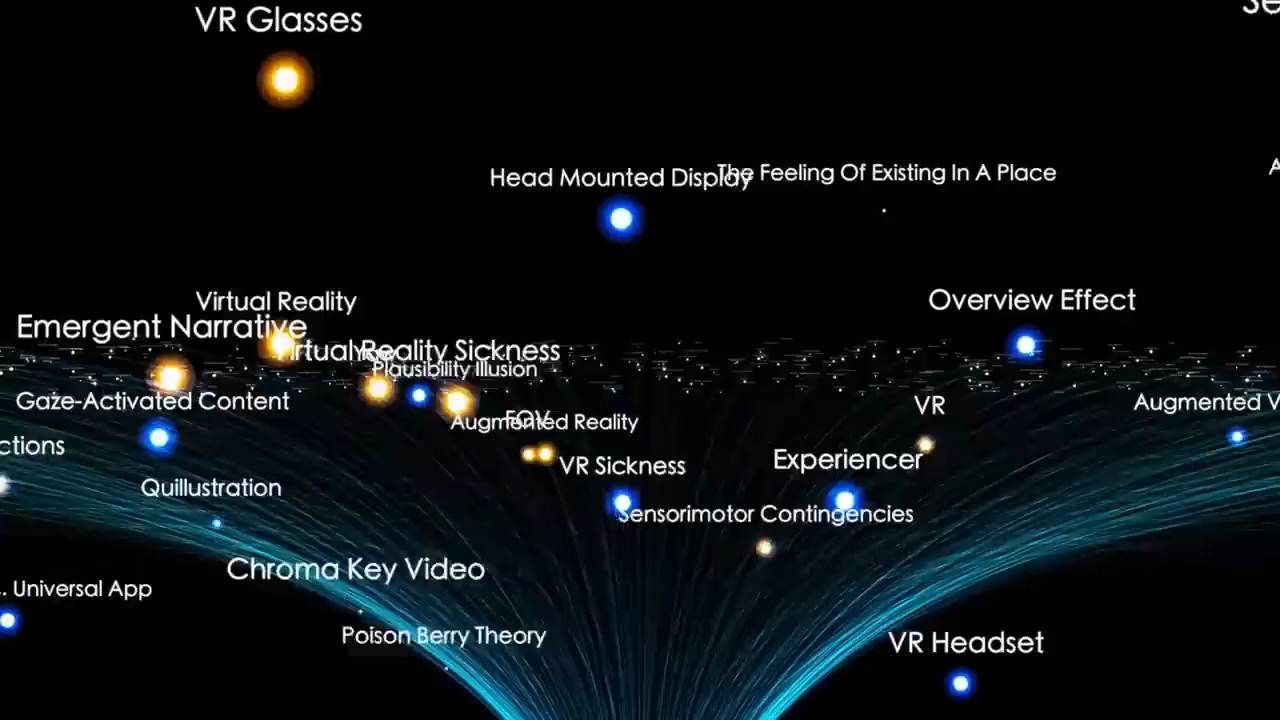 VR Glasses
Head Mounted Display
The Feeling Of Existing In A Place
Virtual Reality
Overview Effect
Emergent Narrative
Virtual Reality Sickness
Plausibility Illusion
Gaze-Activated Content
VR
Augmented V
FOV
Augmented Reality
ctions
VR Sickness
Experiencer
Quillustration
Sensorimotor Contingencies
Chroma Key Video
.. Universal App
Poison Berry Theory
VR Headset